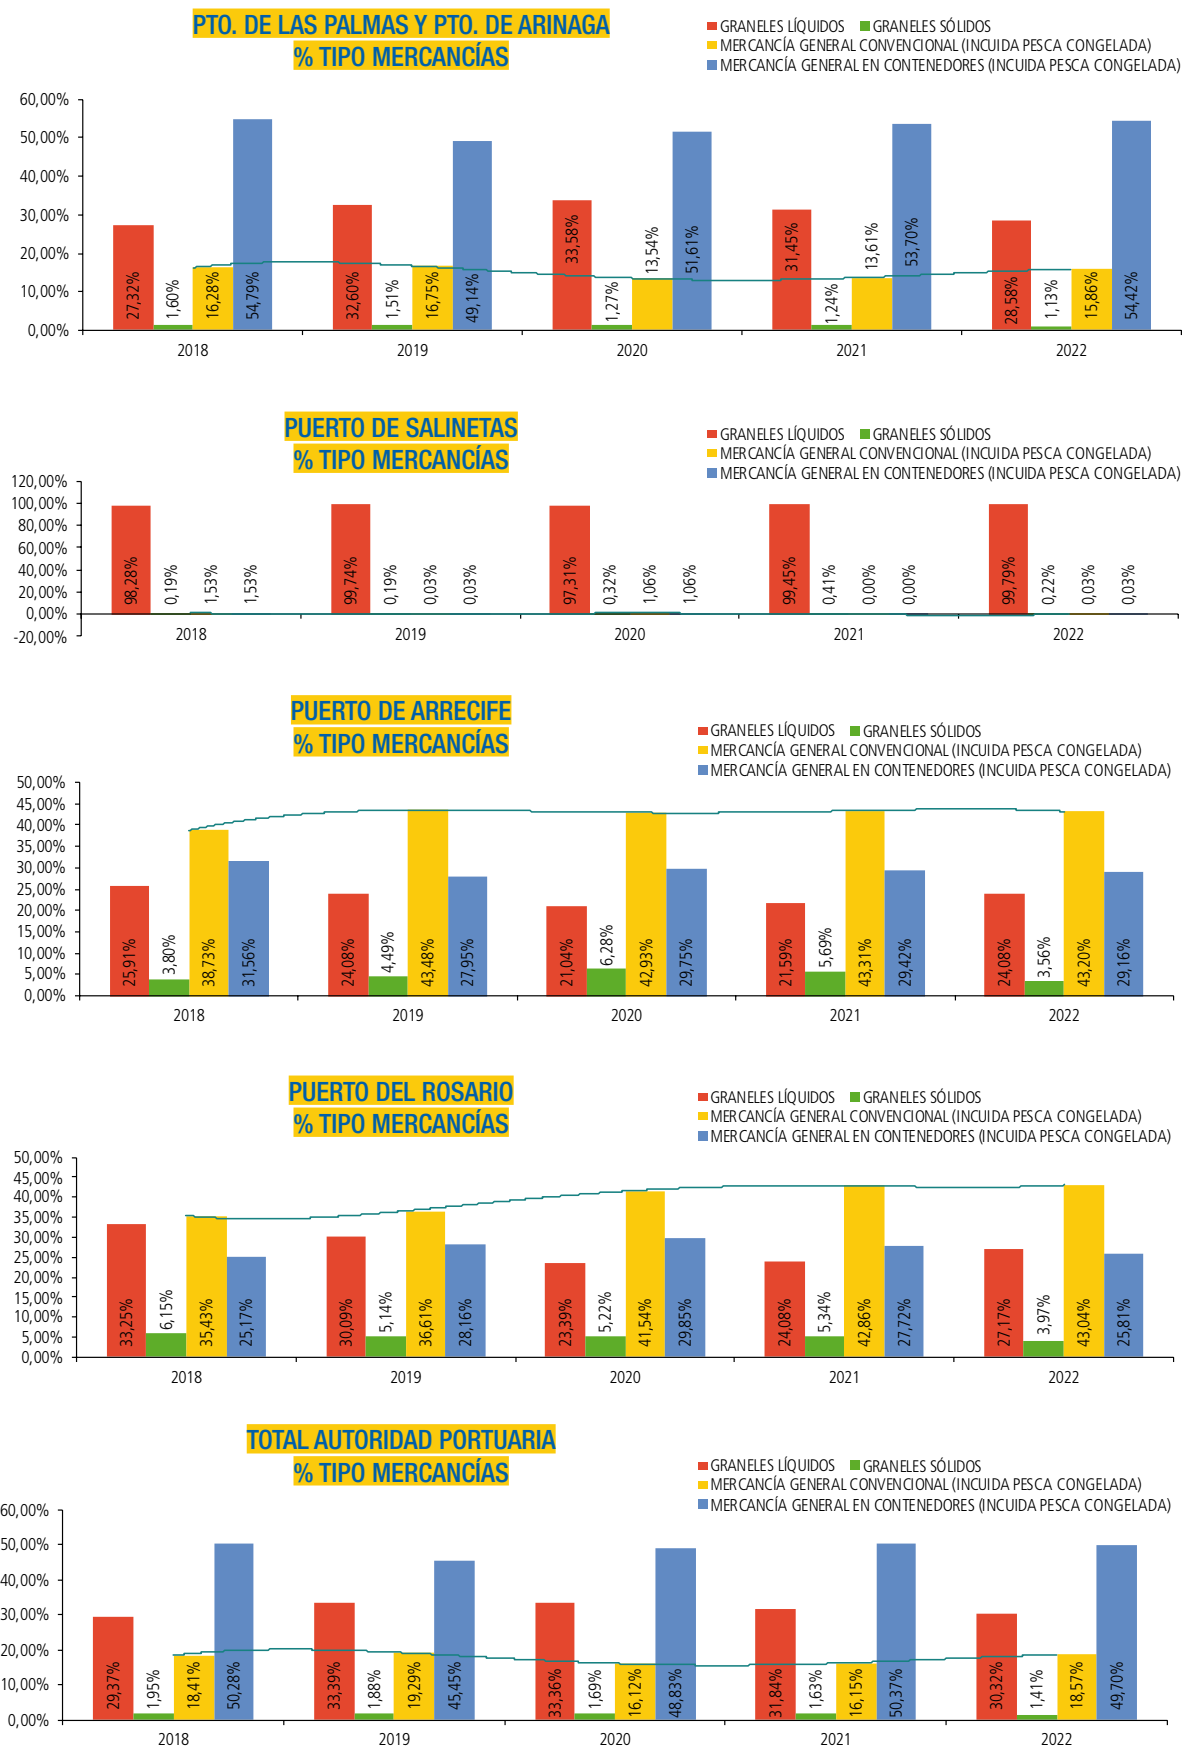 PTO. DE LAS PALMAS Y PTO. DE ARINAGA
% TIPO MERCANCÍAS
GRANELES LÍQUIDOS GRANELES SÓLIDOS
MERCANCÍA GENERAL CONVENCIONAL (INCUIDA PESCA CONGELADA)
MERCANCÍA GENERAL EN CONTENEDORES (INCUIDA PESCA CONGELADA)
60,00%
50,00%
40,00%
30,00%
20,00%
10,00%
0,00%
27,32% 1,60% 16,28% 54,79% 32,60% 1,51% 16,75% 49,14% 33,58% 1,27% 13,54% 51,61% 31,45% 1,24% 13,61% 53,70% 28,58% 1,13% 15,86% 54,42%
2018 2019 2020 2021 2022
PUERTO DE SALINETAS
% TIPO MERCANCÍAS
GRANELES LÍQUIDOS GRANELES SÓLIDOS
MERCANCÍA GENERAL CONVENCIONAL (INCUIDA PESCA CONGELADA)
MERCANCÍA GENERAL EN CONTENEDORES (INCUIDA PESCA CONGELADA)
120,00%
100,00%
80,00%
60,00%
40,00%
20,00%
0,00%
-20,00%
98,28% 0,19% 1,53% 1,53% 99,74% 0,19% 0,03% 0,03% 97,31% 0,32% 1,06% 1,06% 99,45% 0,41% 0,00% 0,00% 99,79% 0,22% 0,03% 0,03%
2018 2019 2020 2021 2022
PUERTO DE ARRECIFE
% TIPO MERCANCÍAS
GRANELES LÍQUIDOS GRANELES SÓLIDOS
MERCANCÍA GENERAL CONVENCIONAL (INCUIDA PESCA CONGELADA)
MERCANCÍA GENERAL EN CONTENEDORES (INCUIDA PESCA CONGELADA)
50,00%
45,00%
40,00%
35,00%
30,00%
25,00%
20,00%
15,00%
10,00%
5,00%
0,00%
25,91% 3,80% 38,73% 31,56% 24,08% 4,49% 43,48% 27,95% 21,04% 6,28% 42,93% 29,75% 21,59% 5,69% 43,31% 29,42% 24,08% 3,56% 43,20% 29,16%
2018 2019 2020 2021 2022
PUERTO DEL ROSARIO
% TIPO MERCANCÍAS
GRANELES LÍQUIDOS GRANELES SÓLIDOS
MERCANCÍA GENERAL CONVENCIONAL (INCUIDA PESCA CONGELADA)
MERCANCÍA GENERAL EN CONTENEDORES (INCUIDA PESCA CONGELADA)
50,00%
45,00%
40,00%
35,00%
30,00%
25,00%
20,00%
15,00%
10,00%
5,00%
0,00%
33,25% 6,15% 35,43% 25,17% 30,09% 5,14% 36,61% 28,16% 23,39% 5,22% 41,54% 29,85% 24,08% 5,34% 42,86% 27,72% 27,17% 3,97% 43,04% 25,81%
2018 2019 2020 2021 2022
TOTAL AUTORIDAD PORTUARIA
% TIPO MERCANCÍAS
GRANELES LÍQUIDOS GRANELES SÓLIDOS
MERCANCÍA GENERAL CONVENCIONAL (INCUIDA PESCA CONGELADA)
MERCANCÍA GENERAL EN CONTENEDORES (INCUIDA PESCA CONGELADA)
60,00%
50,00%
40,00%
30,00%
20,00%
10,00%
0,00%
29,37% 1,95% 18,41% 50,28% 33,39% 1,88% 19,29% 45,45% 33,36% 1,69% 16,12% 48,83% 31,84% 1,63% 16,15% 50,37% 30,32% 1,41% 18,57% 49,70%
2018 2019 2020 2021 2022